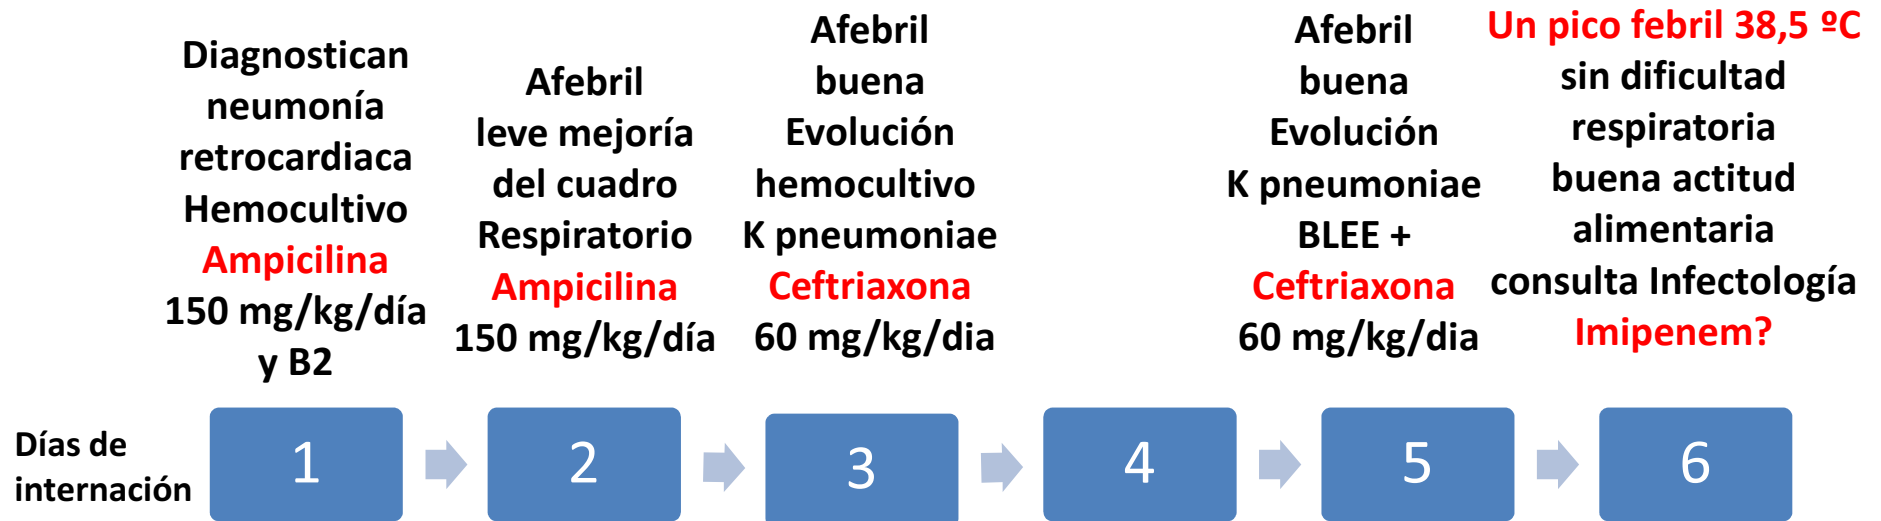 Diagnostican
neumonía
retrocardiaca
Hemocultivo
Ampicilina
150 mg/kg/día
y B2
Afebril
leve mejoría
del cuadro
Respiratorio
Ampicilina
150 mg/kg/día
Afebril
buena
Evolución
hemocultivo
K pneumoniae
Ceftriaxona
60 mg/kg/dia
Afebril
buena
Evolución
K pneumoniae
BLEE +
Ceftriaxona
60 mg/kg/dia
Un pico febril 38,5 ºC
sin dificultad
respiratoria
buena actitud
alimentaria
consulta Infectología
Imipenem?
Días de
internación
1
2
3
4
5
6